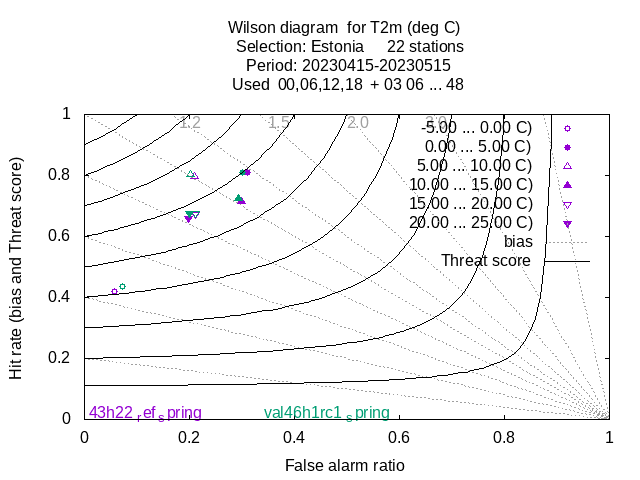 Wilson diagram  for T2m (deg C)
Selection: Estonia     22 stations
Period: 20230415-20230515
Used  00,06,12,18  + 03 06 ... 48
Hit rate (bias and Threat score)
1
0.8
0.6
0.4
0.2
0
1.2
1.5
2.0
3.0
-5.00 ... 0.00 C)
0.00 ... 5.00 C)
5.00 ... 10.00 C)
10.00 ... 15.00 C)
15.00 ... 20.00 C)
20.00 ... 25.00 C)
bias
Threat score
43h22_ref_spring
val46h1rc1_spring
0
0.2
0.4
0.6
0.8
1
False alarm ratio